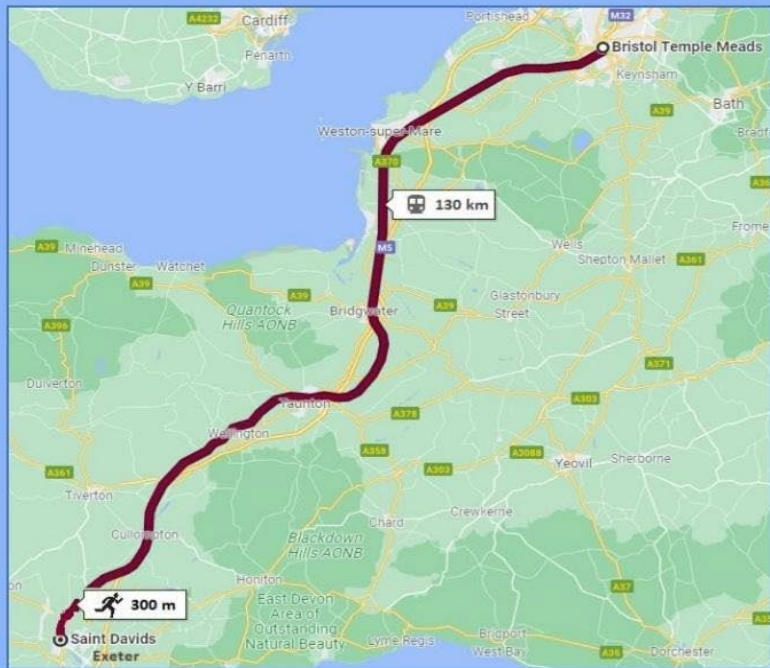 A4232
Cardiff
Portishead
M32
Bristol Temple Meads
Penarth
Keynsham
Y Barri
Bath
A39
Weston-super-Mare
A370
130 km
M5
Wells
A361
Shepton Mallet
A39
Minehead
Dunster
Watchet
A39
A39
A39
Glastonbury
Street
Quantock
Hills AONB
Bridgwater
A396
A371
Dulverton
Taunton
A303
A378
Wellington
A358
A303
A3088
Yeovil
Sherborne
A361
Tiverton
Crewkerne
Chard
Cullompton
Blackdown
Hills AONB
Honiton
A37
300 m
East Devon
Area of
Outstanding
Natural Beauty
Saint Davids
Exeter
Lyme Regis
Bridport
West Bay
A35
Dorchester